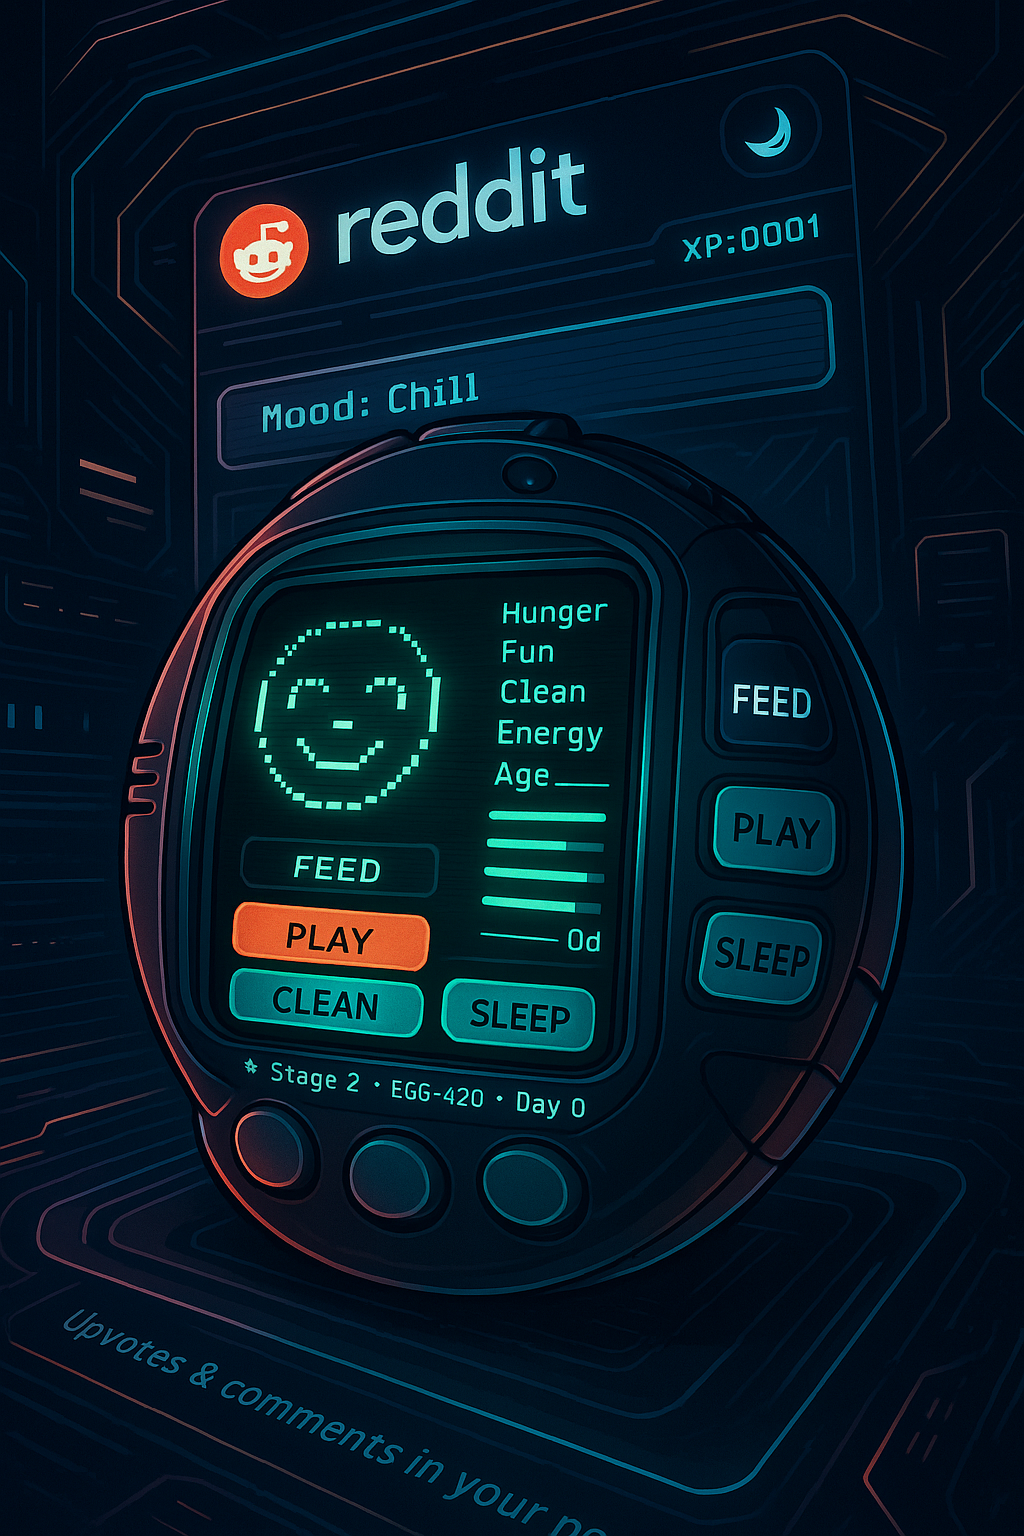 reddit
XP:0001
Mood: Chill
Hunger
Fun
Clean
Energy
Age
0d
FEED
PLAY
CLEAN
SLEEP
FEED
PLAY
SLEEP
* Stage 2 • EGG-420 • Day 0
Upvotes & comments in your